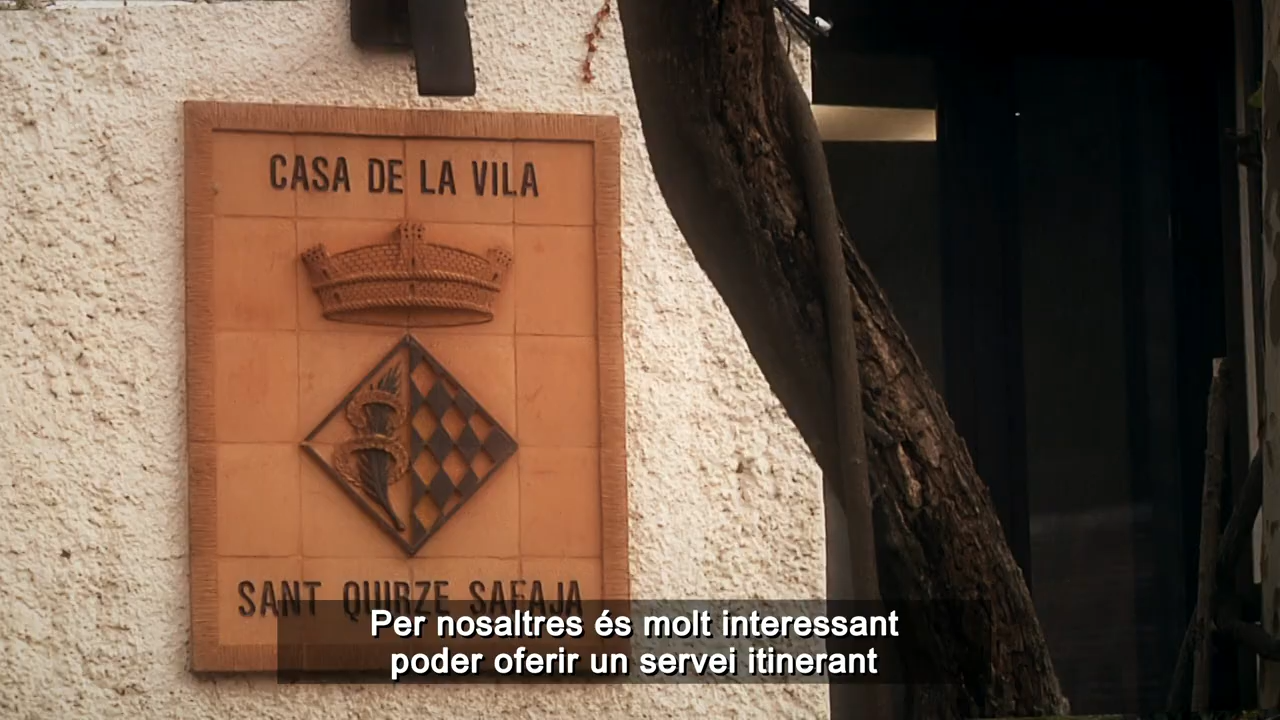 CASA DE LA VILA
SANT QUIRZE SAFAJA
Per nosaltres és molt interessant
poder oferir un servei itinerant